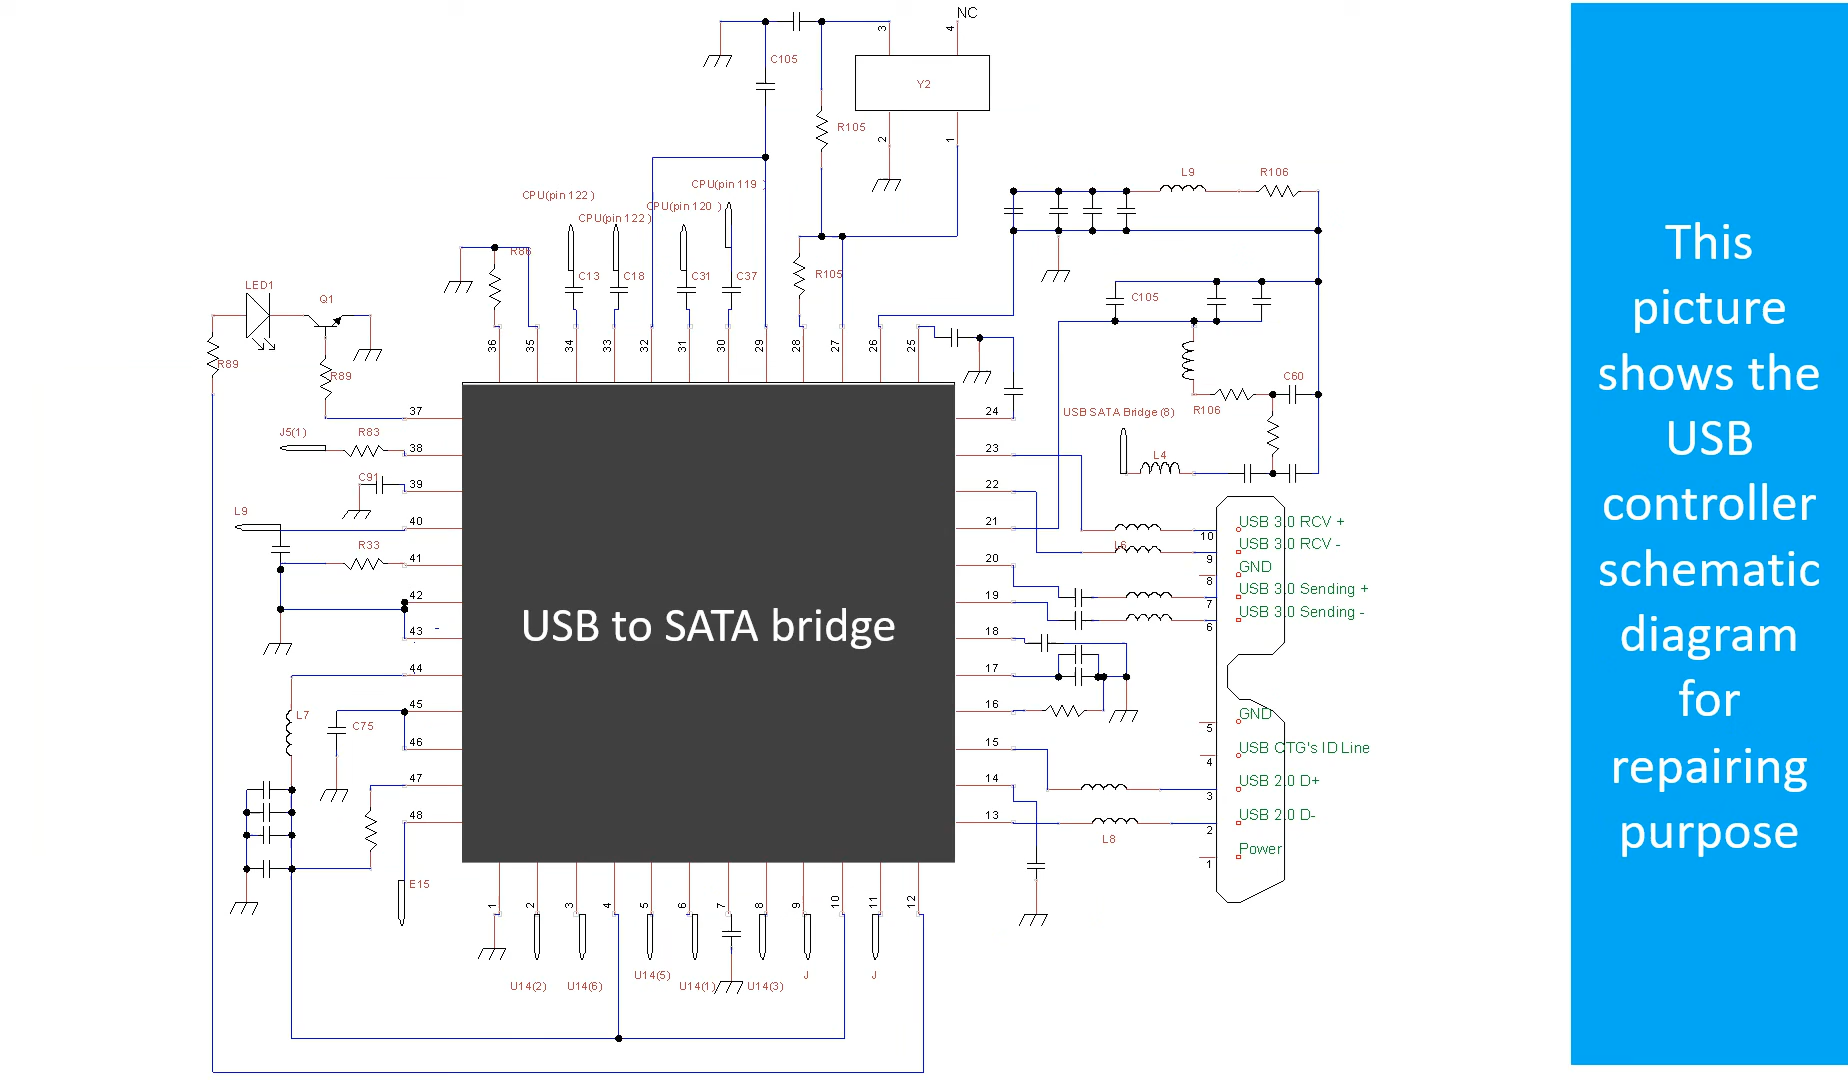 NC
3
4
C105
Y2
R105
2
1
CPU(pin 119 )
CPU(pin 122 )
CPU(pin 120 )
CPU(pin 122 )
L9
R106
R86
C13
C18
C31
C37
R105
LED1
Q1
C105
36
35
34
33
32
31
30
29
28
27
26
25
R89
R89
C60
R106
37
24
USB SATA Bridge (8)
J5(1)
R83
38
23
L4
C91
39
22
L9
40
21
USB 3.0 RCV +
10
R33
41
20
L6
USB 3.0 RCV -
9
GND
8
42
19
USB 3.0 Sending +
7
USB 3.0 Sending -
6
43 -
18
USB to SATA bridge
44
17
L7
45
16
C75
GND
5
46
15
USB CTG's ID Line
4
47
14
USB 2.0 D+
3
48
13
USB 2.0 D-
2
L8
Power
1
E15
1
2
3
4
5
6
7
8
9
10
11
12
U14(5)
J
J
U14(2)
U14(6)
U14(1)
U14(3)
This
picture
shows the
USB
controller
schematic
diagram
for
repairing
purpose